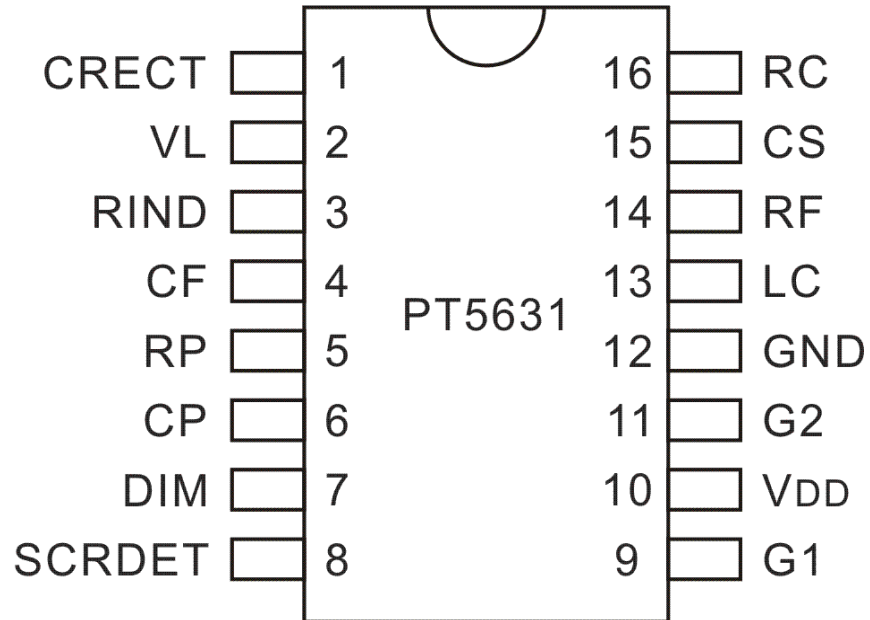 CRECT 1 16 RC
VL 2 15 CS
RIND 3 14 RF
CF 4 13 LC
PT5631
RP 5 12 GND
CP 6 11 G2
DIM 7 10 VDD
SCRDET 8 9 G1